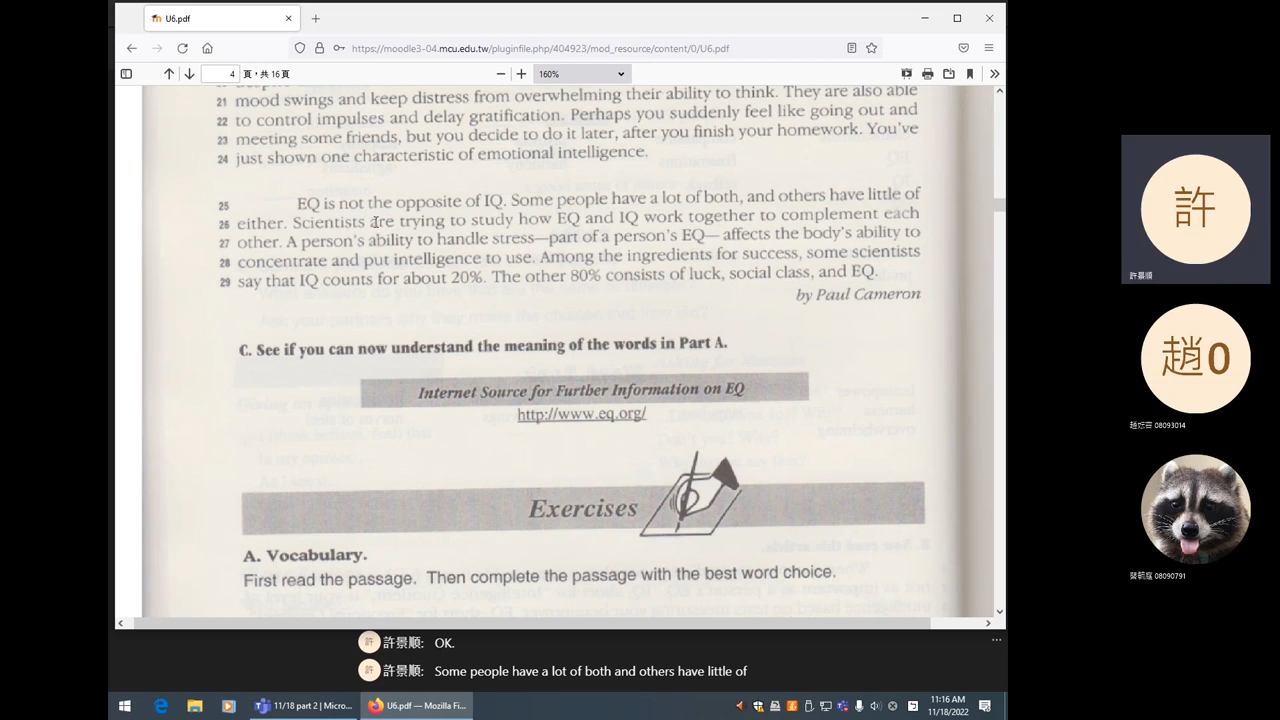 U6.pdf
https://moodle3-04.mcu.edu.tw/pluginfile.php/404923/mod_resource/content/0/U6.pdf
4 頁，共 16 頁
160%
21 mood swings and keep distress from overwhelming their ability to think. They are also able
22 to control impulses and delay gratification. Perhaps you suddenly feel like going out and
23 meeting some friends, but you decide to do it later, after you finish your homework. You've
24 just shown one characteristic of emotional intelligence.
25 EQ is not the opposite of IQ. Some people have a lot of both, and others have little of
26 either. Scientists are trying to study how EQ and IQ work together to complement each
27 other. A person's ability to handle stress—part of a person's EQ— affects the body's ability to
28 concentrate and put intelligence to use. Among the ingredients for success, some scientists
29 say that IQ counts for about 20%. The other 80% consists of luck, social class, and EQ.
by Paul Cameron
C. See if you can now understand the meaning of the words in Part A.
Internet Source for Further Information on EQ
http://www.eq.org/
Exercises
A. Vocabulary.
First read the passage. Then complete the passage with the best word choice.
許 許景順: OK.
許 許景順: Some people have a lot of both and others have little of
11/18 part 2 | Micro...
U6.pdf — Mozilla Fi...
11:16 AM
11/18/2022
許
許景順
趙0
08093014
08090791